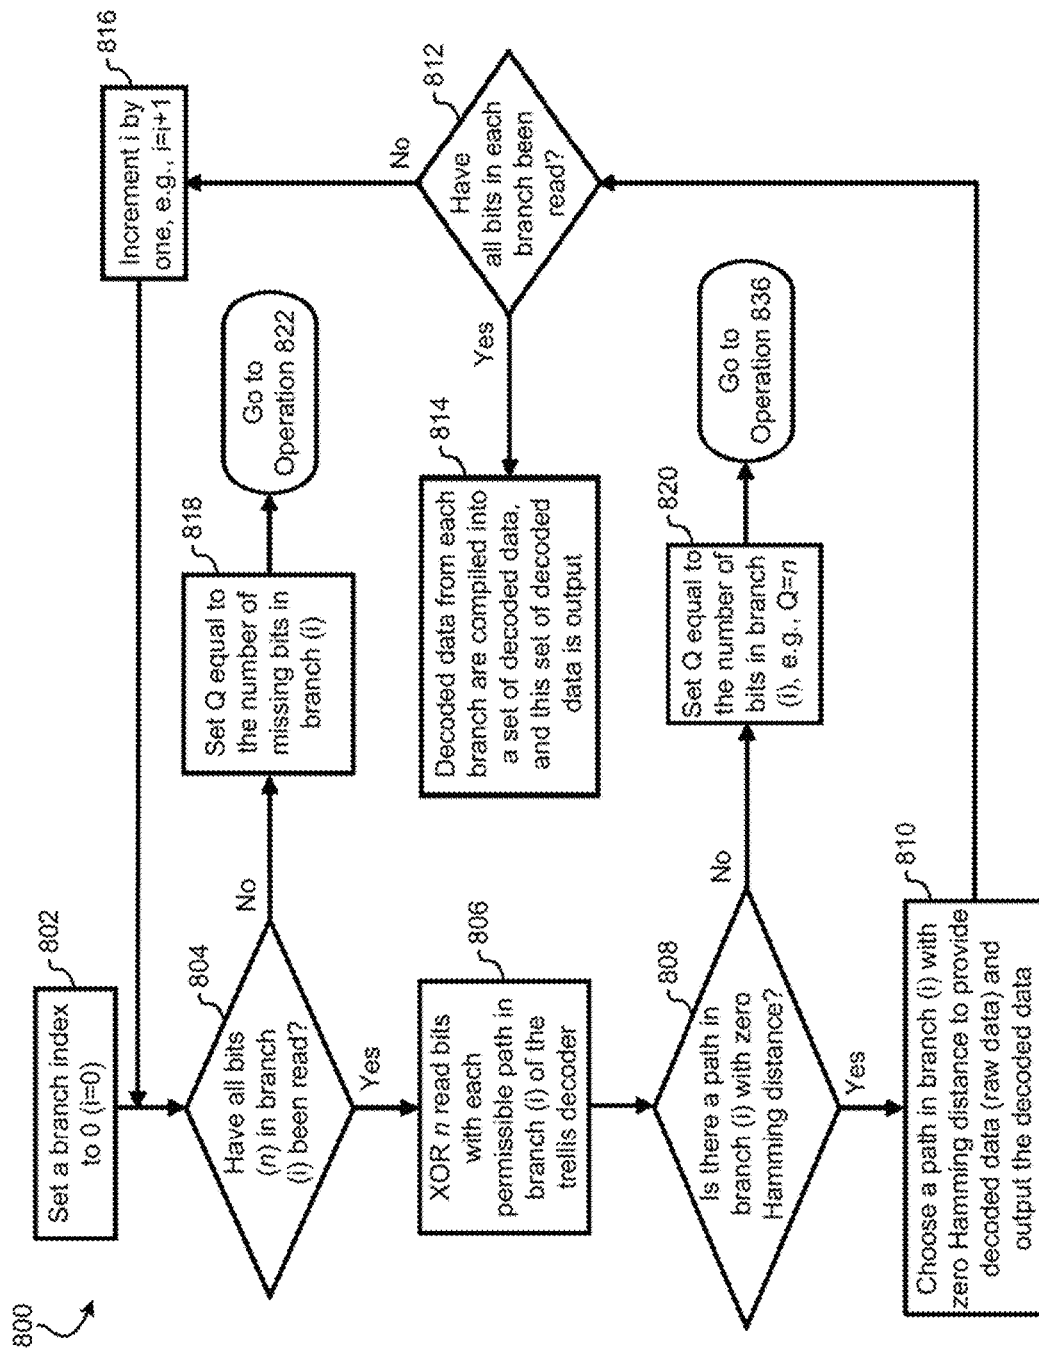 800
802
Set a branch index
to 0 (i=0)
804
Have all bits
(n) in branch
(i) been read?
No
Yes
818
Set Q equal to
the number of
missing bits in
branch (i)
Go to
Operation 822
816
Increment i by
one, e.g., i=i+1
806
XOR n read bits
with each
permissible path in
branch (i) of the
trellis decoder
814
Decoded data from each
branch are compiled into
a set of decoded data,
and this set of decoded
data is output
Yes
No
812
Have
all bits in each
branch been
read?
808
Is there a path in
branch (i) with zero
Hamming distance?
No
Yes
820
Set Q equal to
the number of
bits in branch
(i), e.g., Q=n
Go to
Operation 836
810
Choose a path in branch (i) with
zero Hamming distance to provide
decoded data (raw data) and
output the decoded data